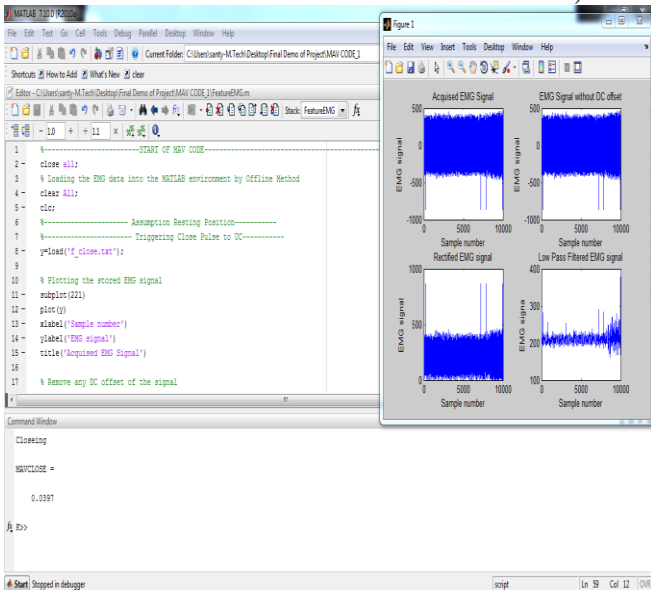 MATLAB 7.10.0 (R2010a)
File Edit Text Go Cell Tools Debug Parallel Desktop Window Help
Current Folder: C:\Users\santy-M.Tech\Desktop\Final Demo of Project\MAV CODE_1
Shortcuts How to Add What's New clear
Editor - C:\Users\santy-M.Tech\Desktop\Final Demo of Project\MAV CODE_1\FeatureEMG.m
Stack: FeatureEMG
- 1.0 + ÷ 1.1 ×
1 %--------------------START OF MAV CODE--------------------
2 - close all;
3 % Loading the EMG data into the MATLAB environment by Offline Method
4 - clear All;
5 - clc;
6 %---------------------- Assumption Resting Position-----------
7 %---------------------- Triggering Close Pulse to UC-----------
8 - y=load('f_close.txt');
9
10 % Plotting the stored EMG signal
11 - subplot(221)
12 - plot(y)
13 - xlabel('Sample number')
14 - ylabel('EMG signal')
15 - title('Acquised EMG Signal')
16
17 % Remove any DC offset of the signal
Command Window
Closeing
MAVCLOSE =
0.0397
fx K>>
Start Stopped in debugger
script Ln 59 Col 12 OVR
Figure 1
File Edit View Insert Tools Desktop Window Help
Acquised EMG Signal
500
0
-500
-1000
0 5000 10000
EMG signal
Sample number
EMG Signal without DC offset
500
0
-500
-1000
0 5000 10000
EMG signal
Sample number
Rectified EMG signal
1000
500
0
0 5000 10000
EMG signal
Sample number
Low Pass Filtered EMG signal
400
300
200
100
0 5000 10000
EMG signal
Sample number